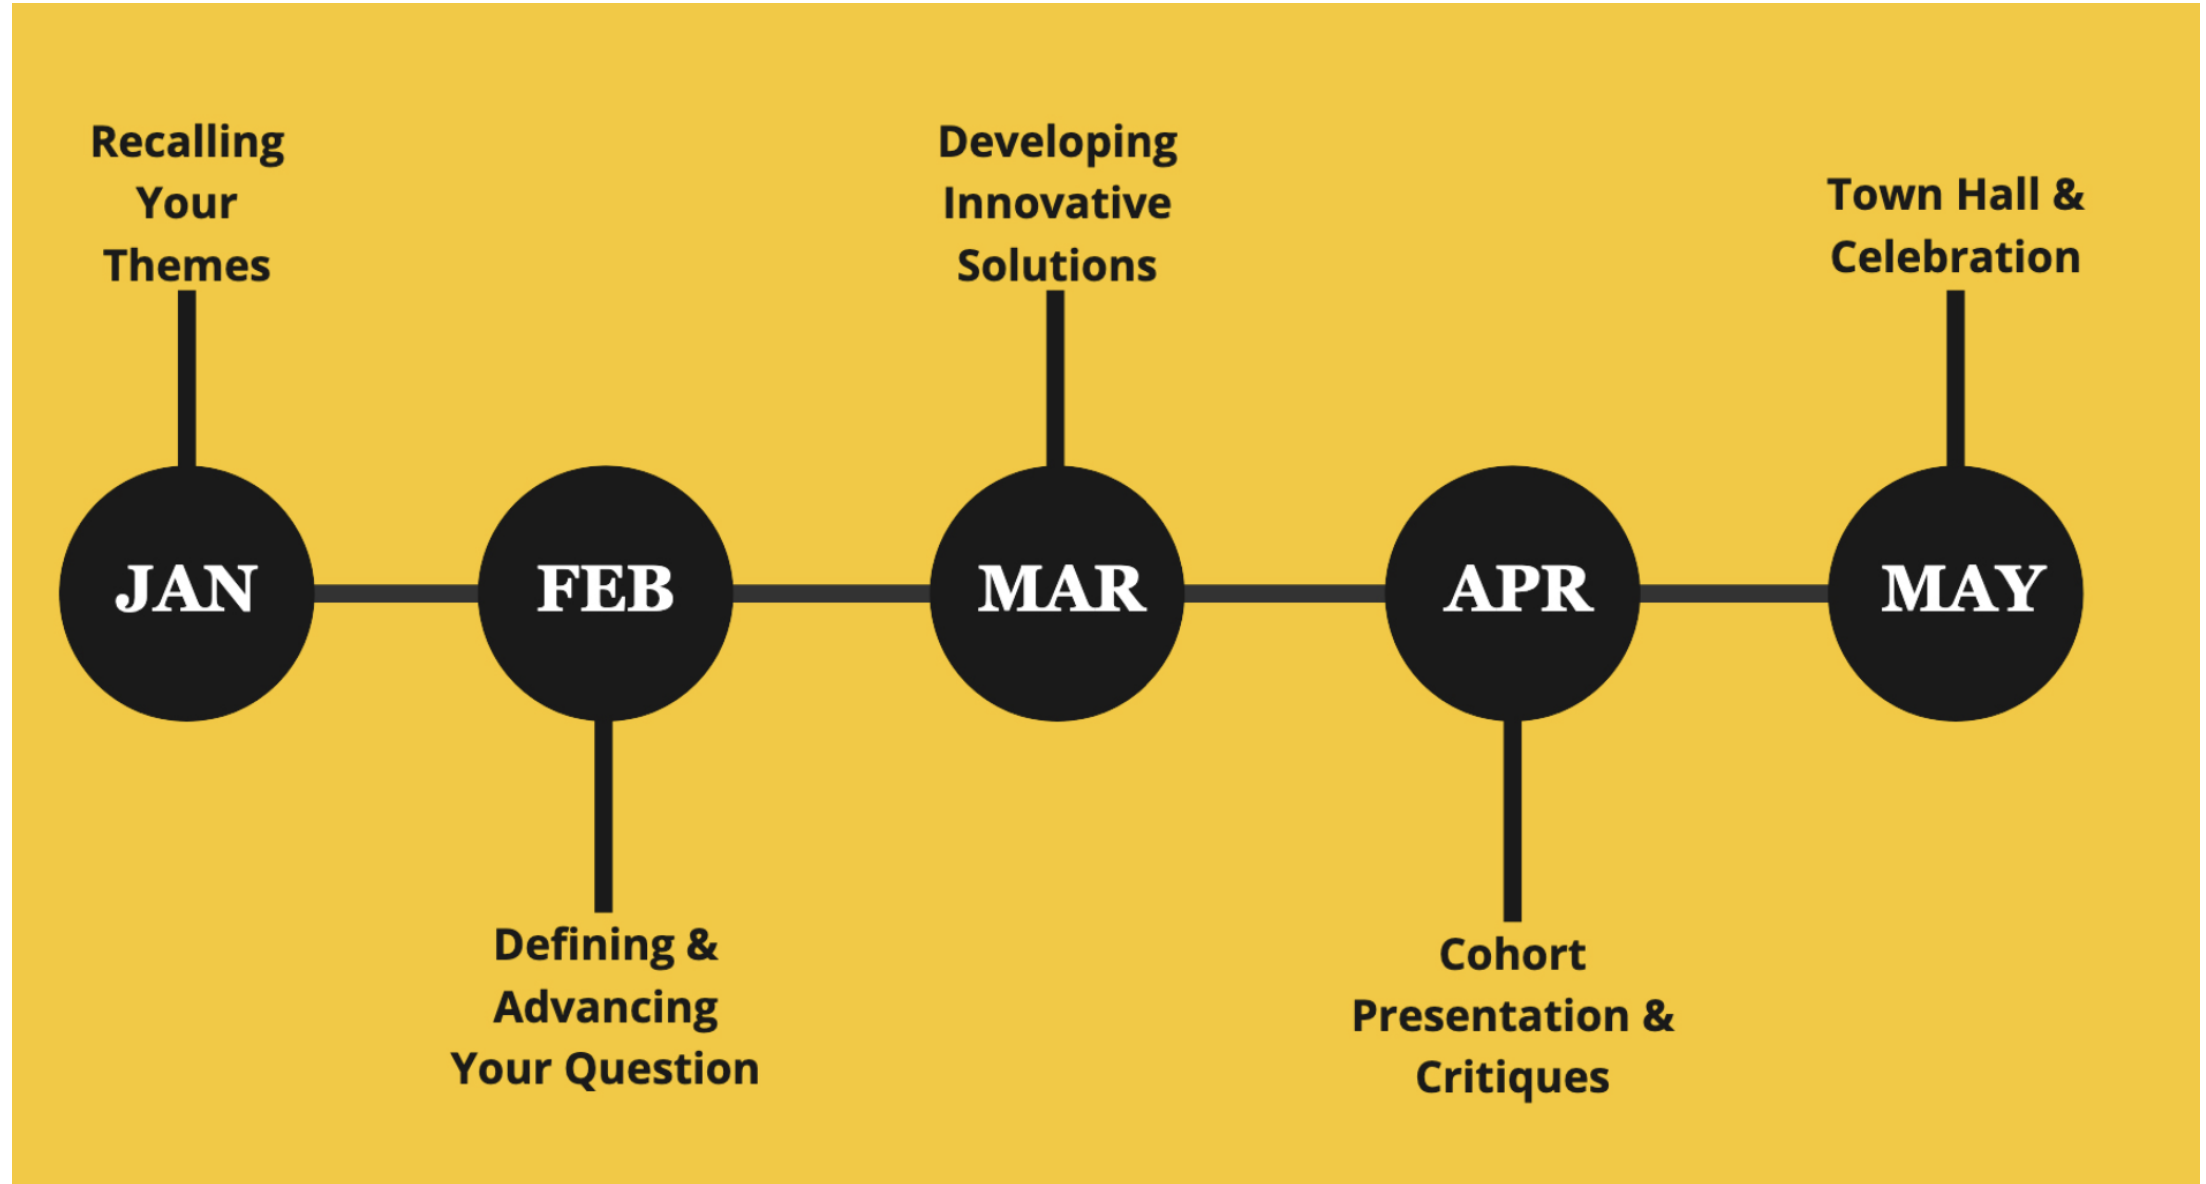 Recalling
Your
Themes
Developing
Innovative
Solutions
Town Hall &
Celebration
JAN
FEB
MAR
APR
MAY
Defining &
Advancing
Your Question
Cohort
Presentation &
Critiques